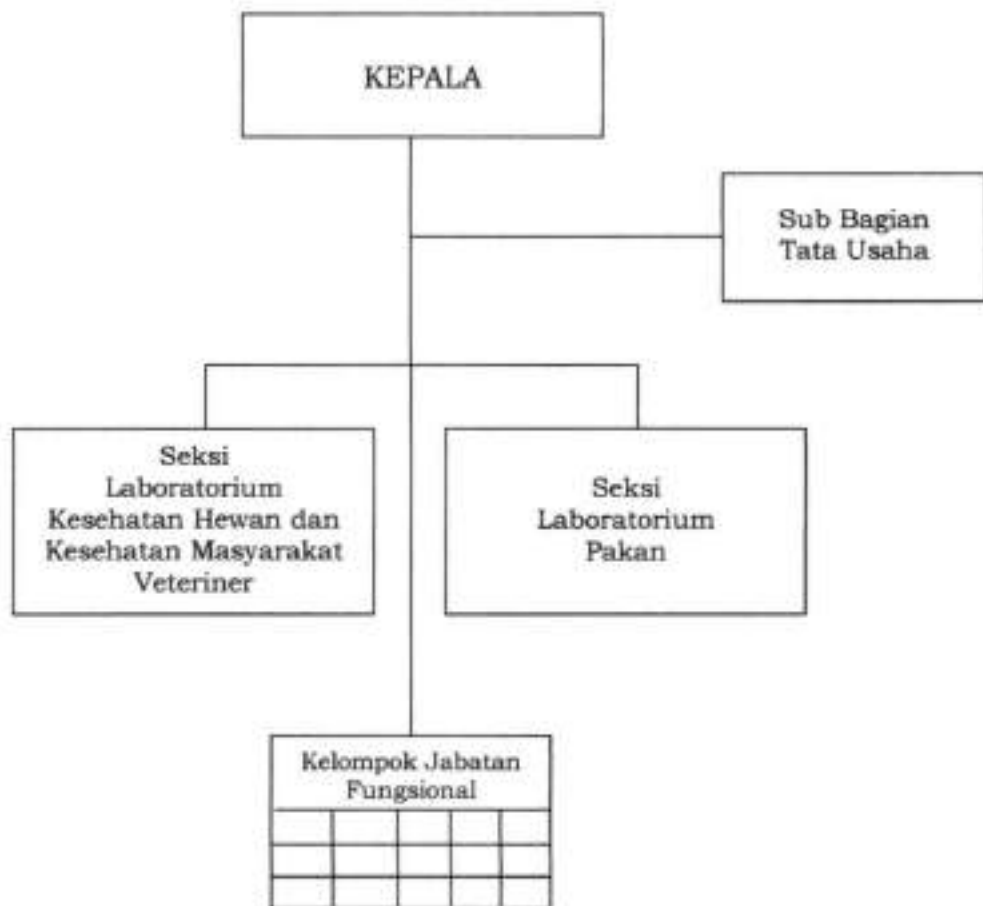 KEPALA
Sub Bagian
Tata Usaha
Seksi
Laboratorium
Kesehatan Hewan dan
Kesehatan Masyarakat
Veteriner
Seksi
Laboratorium
Pakan
Kelompok Jabatan
Fungsional